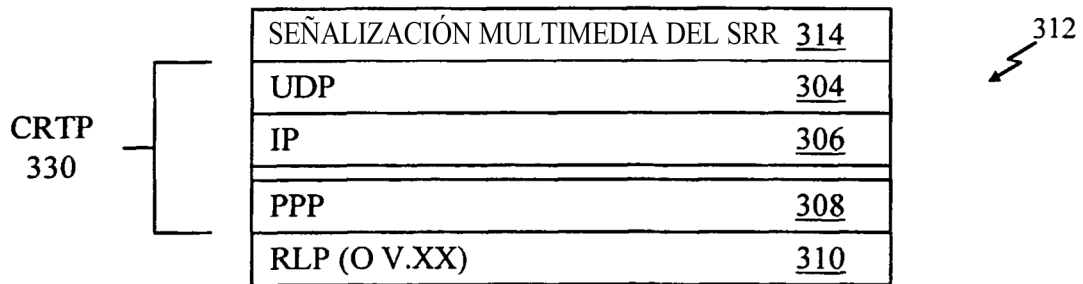 SEÑALIZACIÓN MULTIMEDIA DEL SRR 314
312
UDP 304
CRTP
330
IP 306
PPP 308
RLP (O V.XX) 310